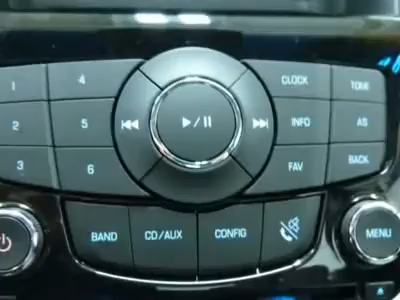 1 4 CLOCK TONE
2 5 INFO AS
3 6 FAV BACK
BAND CD/AUX CONFIG MENU